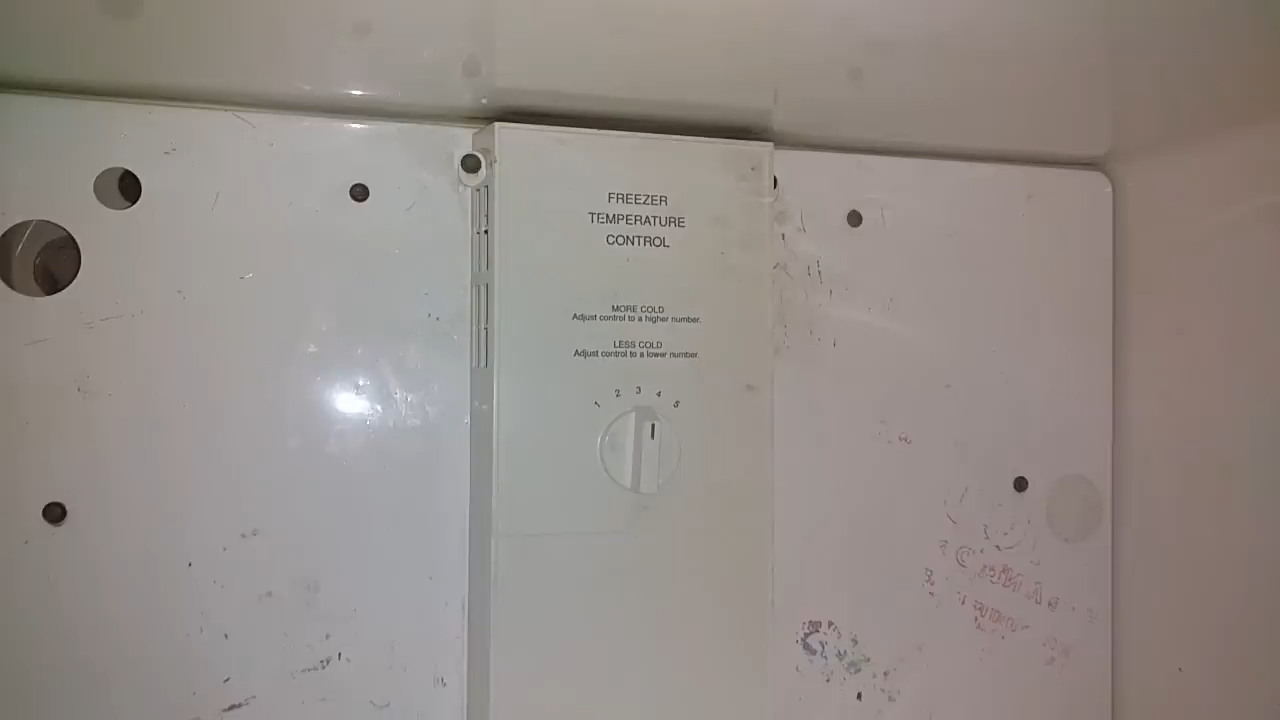 FREEZER
TEMPERATURE
CONTROL
MORE COLD
Adjust control to a higher number.
LESS COLD
Adjust control to a lower number.
1 2 3 4 5